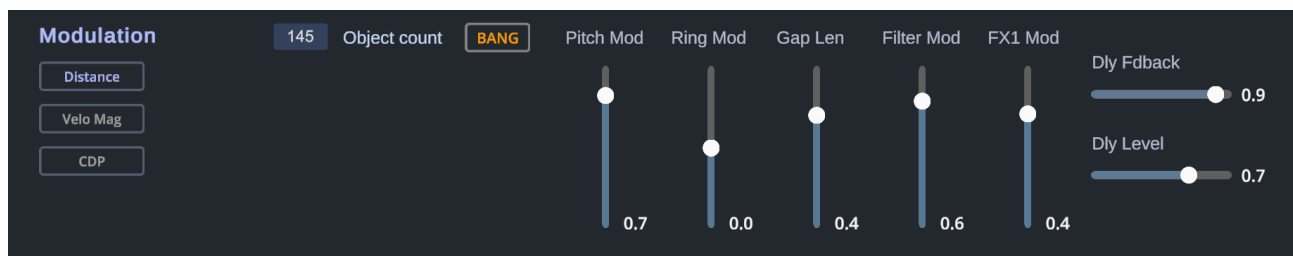 Modulation
145 Object count BANG
Pitch Mod Ring Mod Gap Len Filter Mod FX1 Mod
Distance
Velo Mag
CDP
0.7 0.0 0.4 0.6 0.4
Dly Fdback
0.9
Dly Level
0.7